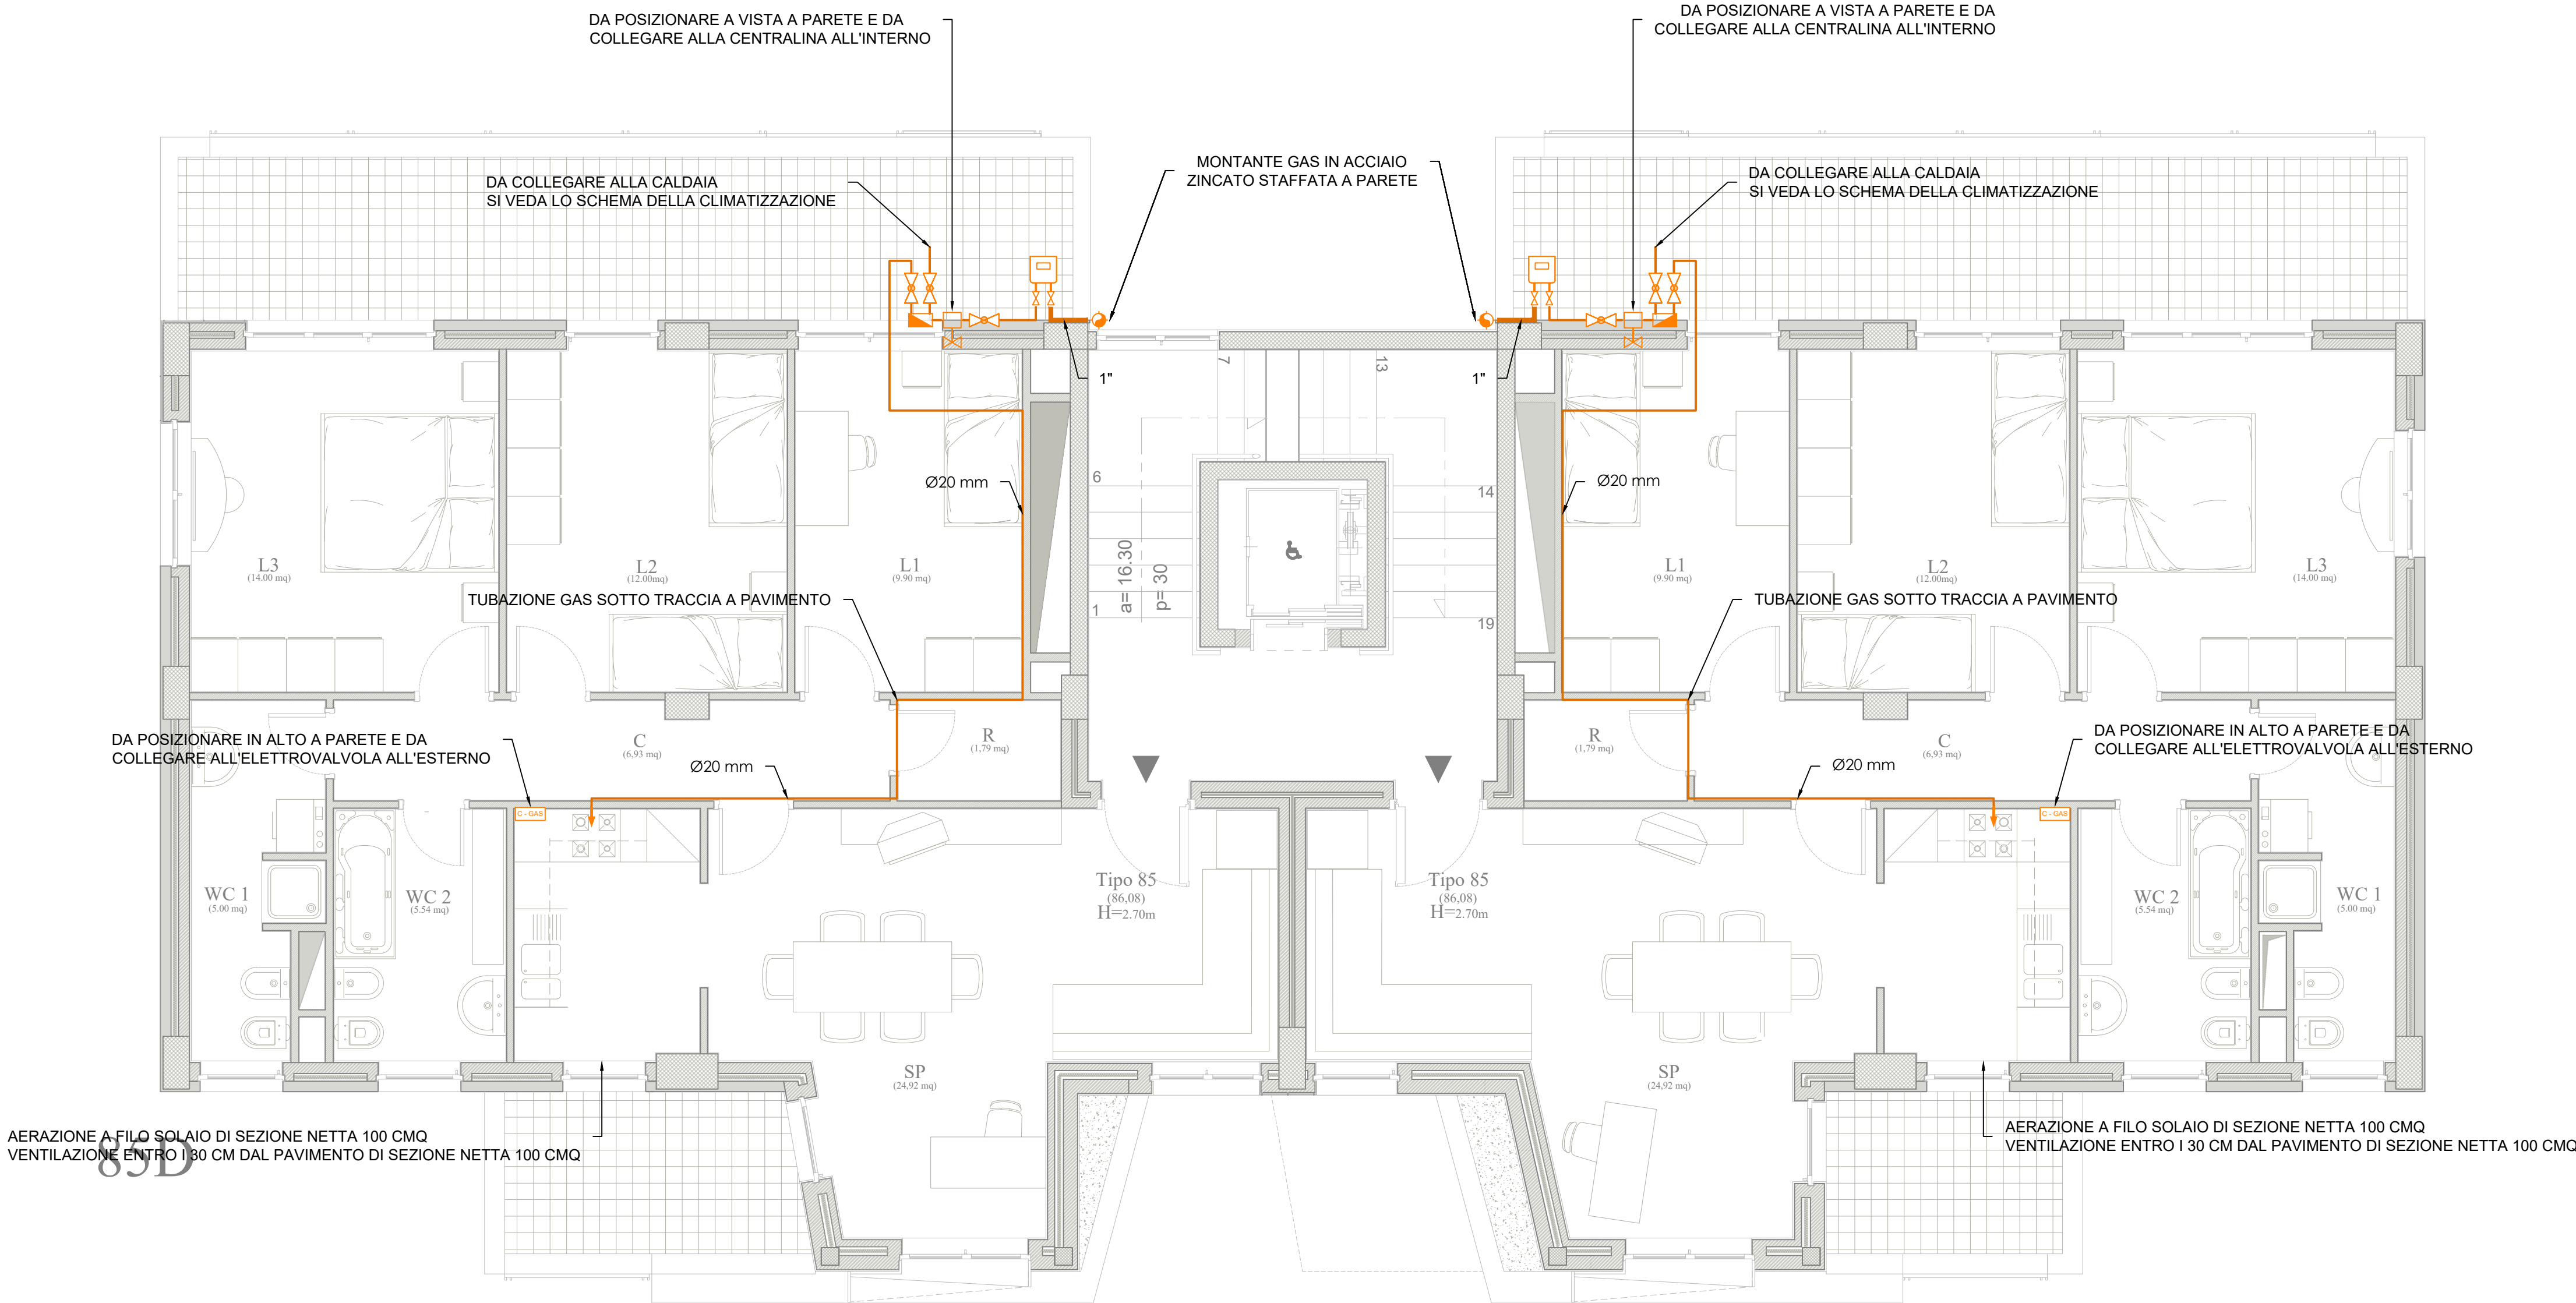 DA POSIZIONARE A VISTA A PARETE E DA
COLLEGARE ALLA CENTRALINA ALL'INTERNO
DA POSIZIONARE A VISTA A PARETE E DA
COLLEGARE ALLA CENTRALINA ALL'INTERNO
MONTANTE GAS IN ACCIAIO
ZINCATO STAFFATA A PARETE
DA COLLEGARE ALLA CALDAIA
SI VEDA LO SCHEMA DELLA CLIMATIZZAZIONE
DA COLLEGARE ALLA CALDAIA
SI VEDA LO SCHEMA DELLA CLIMATIZZAZIONE
1"
7
13
1"
Ø20 mm
6
14
Ø20 mm
L3
(14.00 mq)
L2
(12.00mq)
L1
(9.90 mq)
a= 16.30
p= 30
L1
(9.90 mq)
L2
(12.00mq)
L3
(14.00 mq)
TUBAZIONE GAS SOTTO TRACCIA A PAVIMENTO
1
19
TUBAZIONE GAS SOTTO TRACCIA A PAVIMENTO
DA POSIZIONARE IN ALTO A PARETE E DA
COLLEGARE ALL'ELETTROVALVOLA ALL'ESTERNO
C
(6,93 mq)
R
(1,79 mq)
R
(1,79 mq)
C
(6,93 mq)
DA POSIZIONARE IN ALTO A PARETE E DA
COLLEGARE ALL'ELETTROVALVOLA ALL'ESTERNO
Ø20 mm
Ø20 mm
C - GAS
C - GAS
WC 1
(5.00 mq)
WC 2
(5.54 mq)
Tipo 85
(86,08)
H=2.70m
Tipo 85
(86,08)
H=2.70m
WC 2
(5.54 mq)
WC 1
(5.00 mq)
SP
(24,92 mq)
SP
(24,92 mq)
AERAZIONE A FILO SOLAIO DI SEZIONE NETTA 100 CMQ
VENTILAZIONE ENTRO I 30 CM DAL PAVIMENTO DI SEZIONE NETTA 100 CMQ
85D
AERAZIONE A FILO SOLAIO DI SEZIONE NETTA 100 CMQ
VENTILAZIONE ENTRO I 30 CM DAL PAVIMENTO DI SEZIONE NETTA 100 CMQ